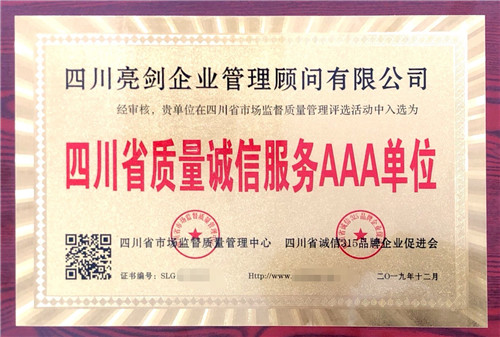 四川亮剑企业管理顾问有限公司
经审核，贵单位在四川省市场监督质量管理评选活动中入选为
四川省质量诚信服务AAA单位
四川省市场监督质量管理中心 四川省诚信315品牌企业促进会
证书编号：SLG Http://www. 二〇一九年十二月